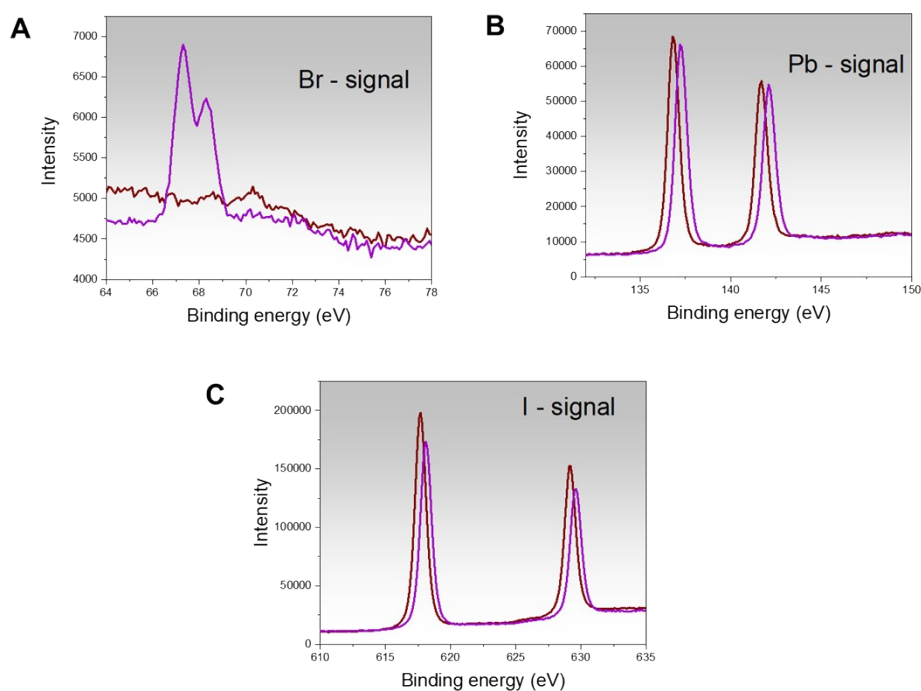 A
Br - signal
Intensity
7000
6500
6000
5500
5000
4500
4000
64 66 68 70 72 74 76 78
Binding energy (eV)
B
Pb - signal
Intensity
70000
60000
50000
40000
30000
20000
10000
0
135 140 145 150
Binding energy (eV)
C
I - signal
Intensity
200000
150000
100000
50000
0
610 615 620 625 630 635
Binding energy (eV)